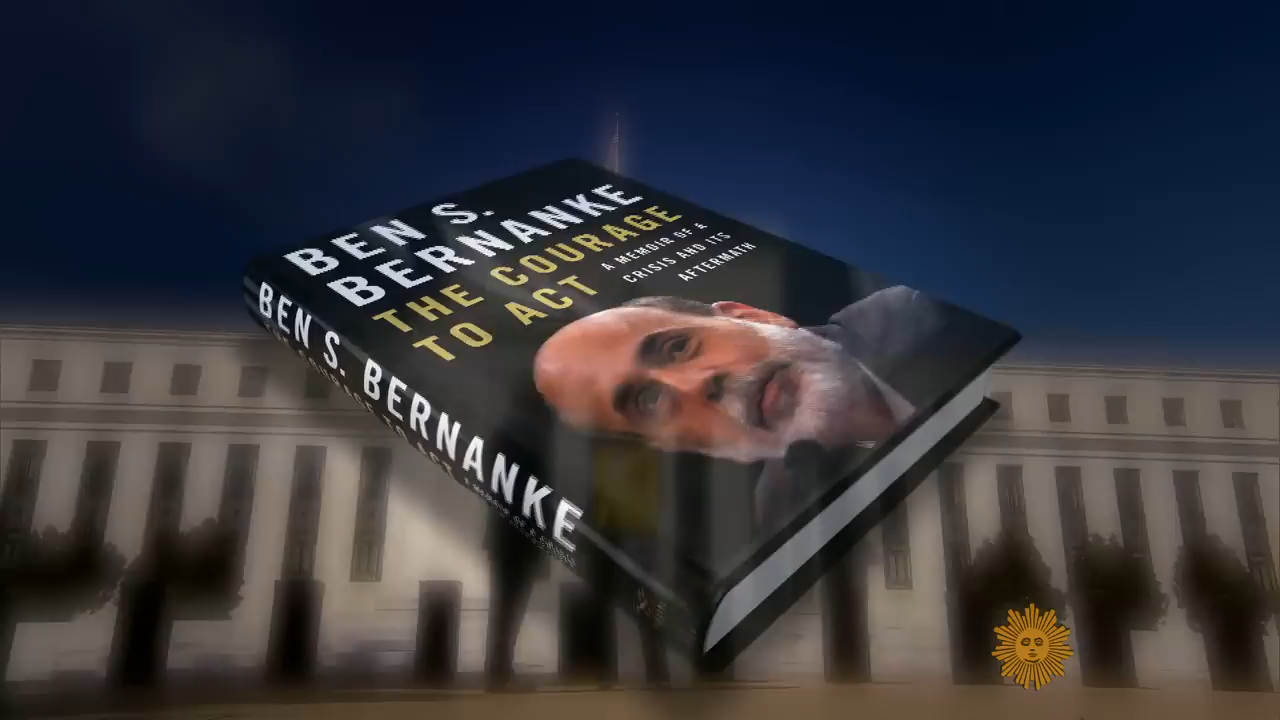 BEN S.
BERNANKE
THE COURAGE
TO ACT
A MEMOIR OF A
CRISIS AND ITS
AFTERMATH
BEN S. BERNANKE